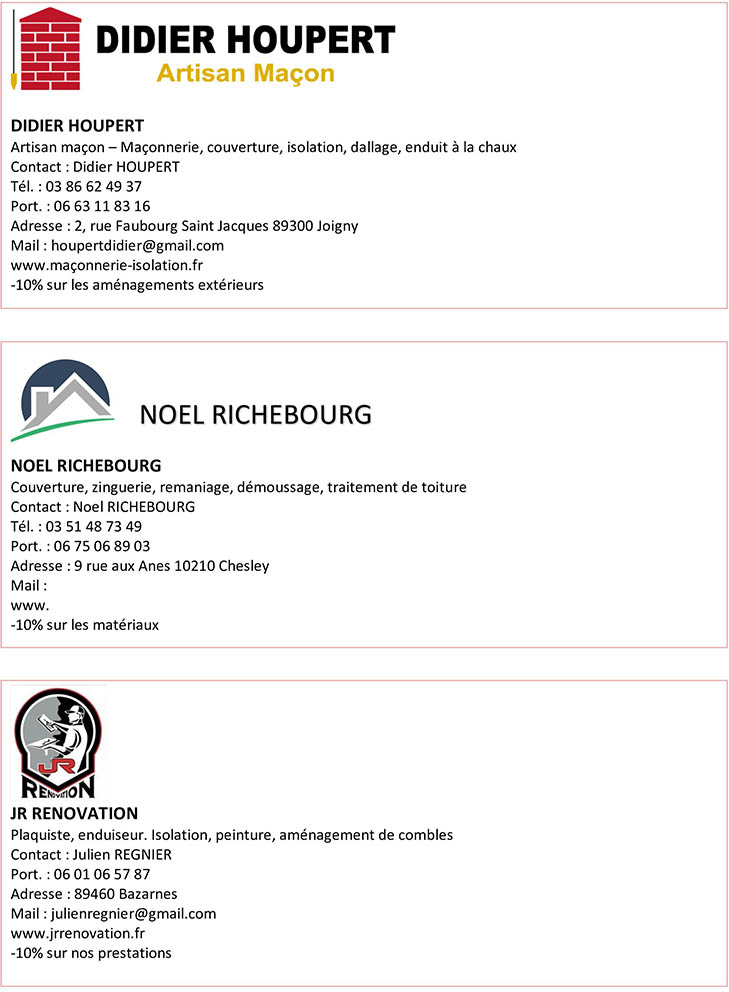 DIDIER HOUPERT
Artisan Maçon
DIDIER HOUPERT
Artisan maçon – Maçonnerie, couverture, isolation, dallage, enduit à la chaux
Contact : Didier HOUPERT
Tél. : 03 86 62 49 37
Port. : 06 63 11 83 16
Adresse : 2, rue Faubourg Saint Jacques 89300 Joigny
Mail : houpertdidier@gmail.com
www.maçonnerie-isolation.fr
-10% sur les aménagements extérieurs
NOEL RICHEBOURG
NOEL RICHEBOURG
Couverture, zinguerie, remaniage, démoussage, traitement de toiture
Contact : Noel RICHEBOURG
Tél. : 03 51 48 73 49
Port. : 06 75 06 89 03
Adresse : 9 rue aux Anes 10210 Chesley
Mail :
www.
-10% sur les matériaux
JR
RENOVATION
JR RENOVATION
Plaquiste, enduiseur. Isolation, peinture, aménagement de combles
Contact : Julien REGNIER
Port. : 06 01 06 57 87
Adresse : 89460 Bazarnes
Mail : julienregnier@gmail.com
www.jrrenovation.fr
-10% sur nos prestations